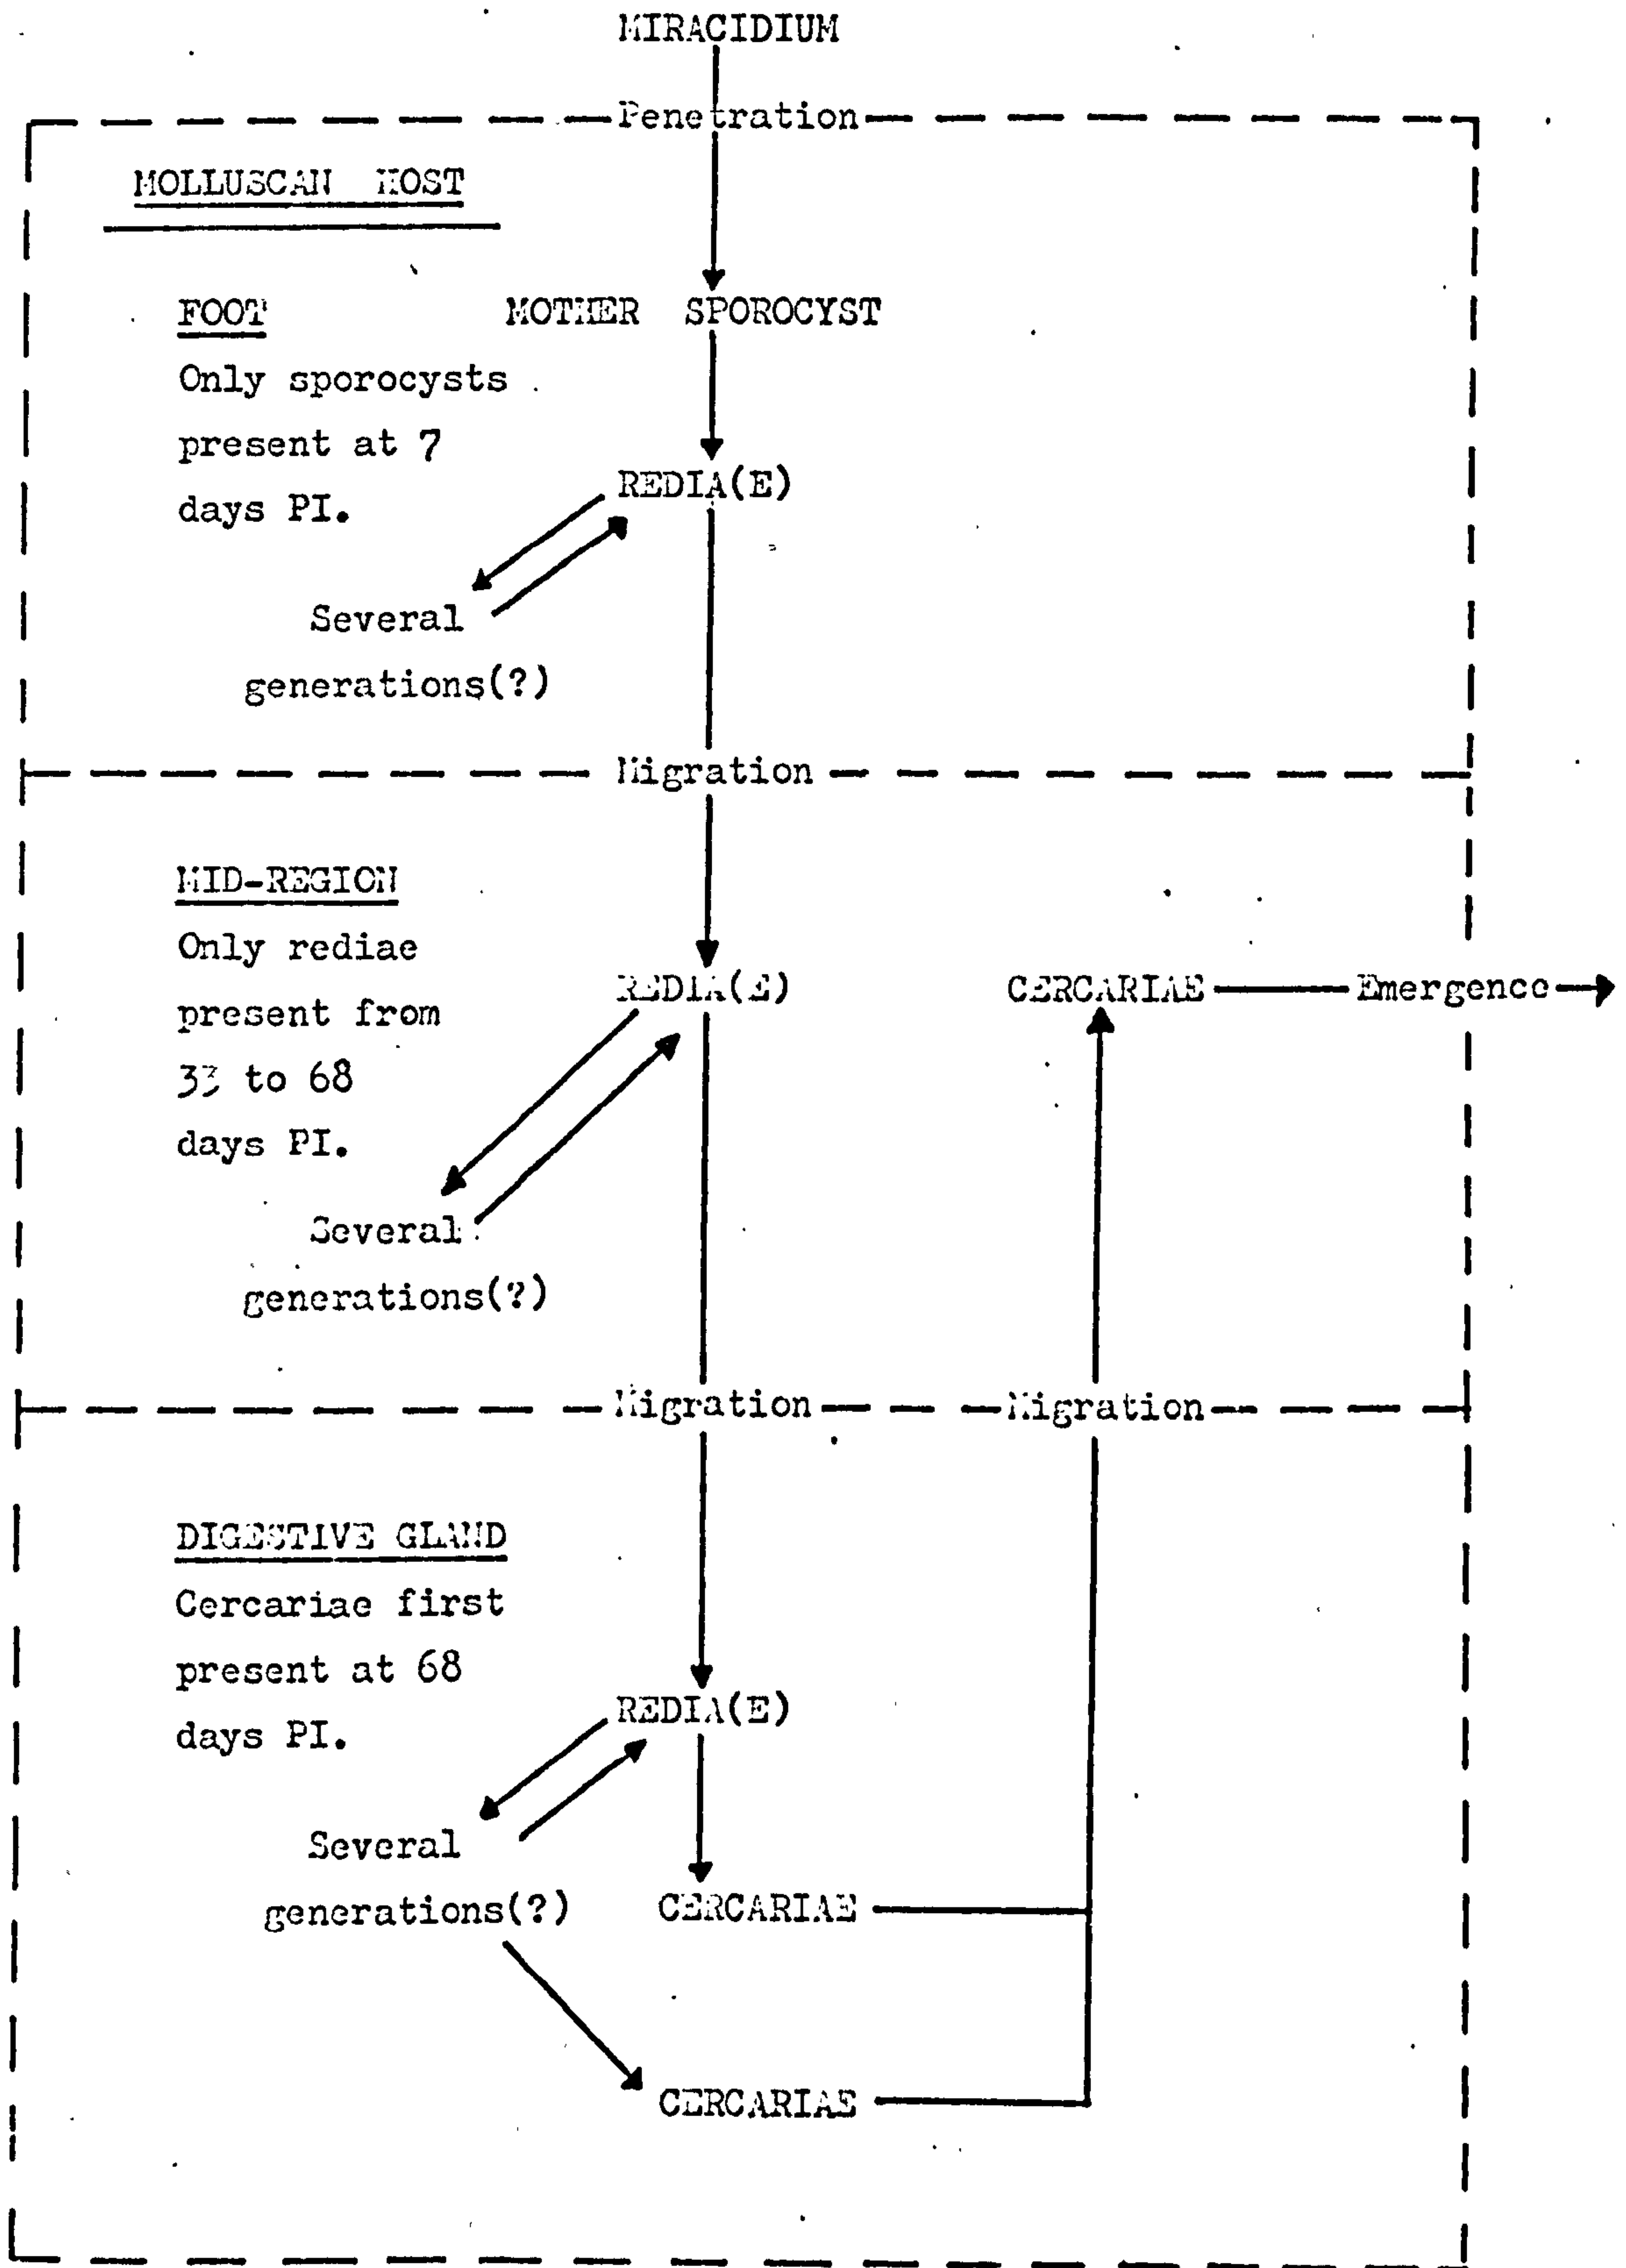 MIRACIDIUM
Penetration
MOLLUSCAN HOST
FOOT
MOTHER SPOROCYST
Only sporocysts
present at 7
days PI.
REDIA(E)
Several
generations(?)
Migration
MID-REGION
Only rediae
present from
33 to 68
days PI.
REDIA(E)
CERCARIAE
Emergence
Several
generations(?)
Migration
Migration
DIGESTIVE GLAND
Cercariae first
present at 68
days PI.
REDIA(E)
Several
generations(?)
CERCARIAE
CERCARIAE